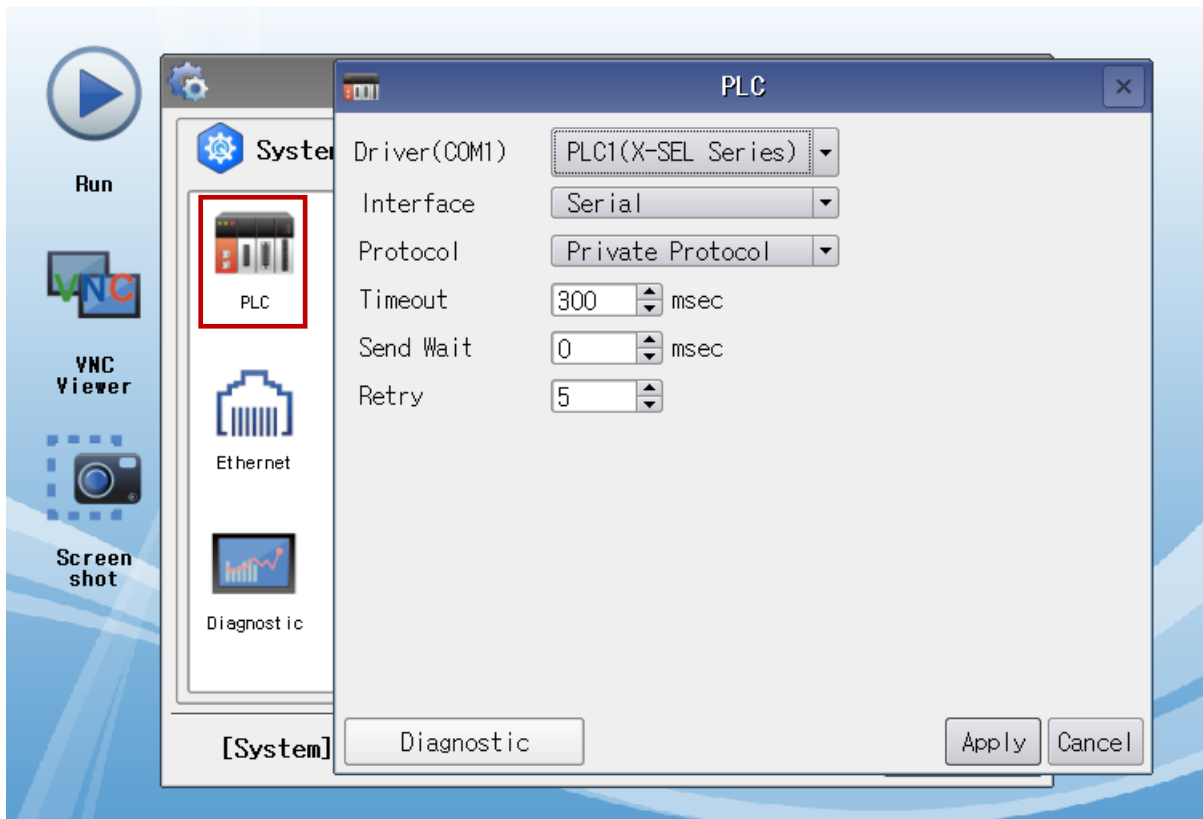 Run
VNC
Viewer
Screen
shot
System
PLC
Ethernet
Diagnostic
[System]
PLC
Driver(COM1) PLC1(X-SEL Series)
Interface Serial
Protocol Private Protocol
Timeout 300 msec
Send Wait 0 msec
Retry 5
Diagnostic Apply Cancel